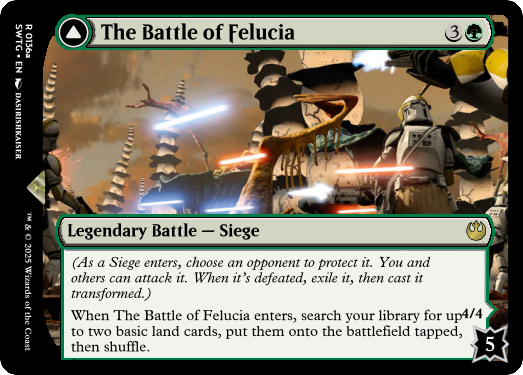 The Battle of Felucia
3
Legendary Battle — Siege
(As a Siege enters, choose an opponent to protect it. You and
others can attack it. When it's defeated, exile it, then cast it
transformed.)
When The Battle of Felucia enters, search your library for up
to two basic land cards, put them onto the battlefield tapped,
then shuffle.
4/4
5
R 0136a
SWTG • EN DASIRISHKAISER
™ & © 2025 Wizards of the Coast